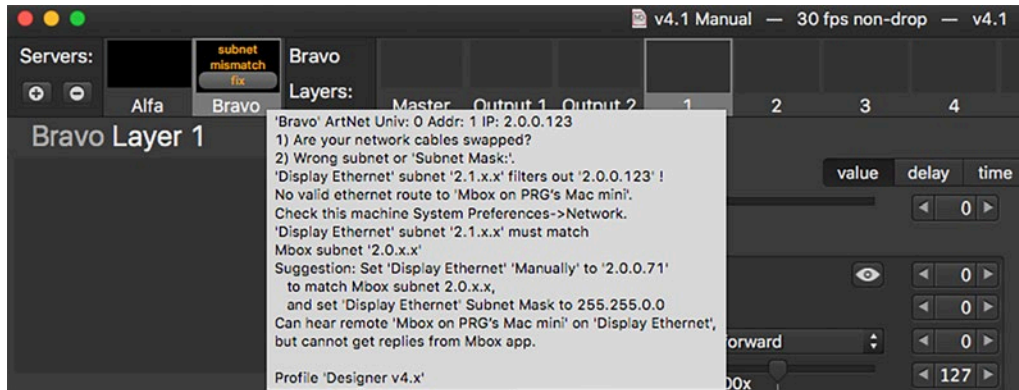 v4.1 Manual — 30 fps non-drop — v4.1
Servers:
subnet
mismatch
fix
Bravo
Layers:
Alfa
Bravo
Master
Output 1
Output 2
1
2
3
4
Bravo Layer 1
'Bravo' ArtNet Univ: 0 Addr: 1 IP: 2.0.0.123
1) Are your network cables swapped?
2) Wrong subnet or 'Subnet Mask:'.
'Display Ethernet' subnet '2.1.x.x' filters out '2.0.0.123' !
No valid ethernet route to 'Mbox on PRG's Mac mini'.
Check this machine System Preferences->Network.
'Display Ethernet' subnet '2.1.x.x' must match
Mbox subnet '2.0.x.x'
Suggestion: Set 'Display Ethernet' 'Manually' to '2.0.0.71'
to match Mbox subnet 2.0.x.x,
and set 'Display Ethernet' Subnet Mask to 255.255.0.0
Can hear remote 'Mbox on PRG's Mac mini' on 'Display Ethernet',
but cannot get replies from Mbox app.
Profile 'Designer v4.x'
value delay time
0
0
0
orward
0
00x
127